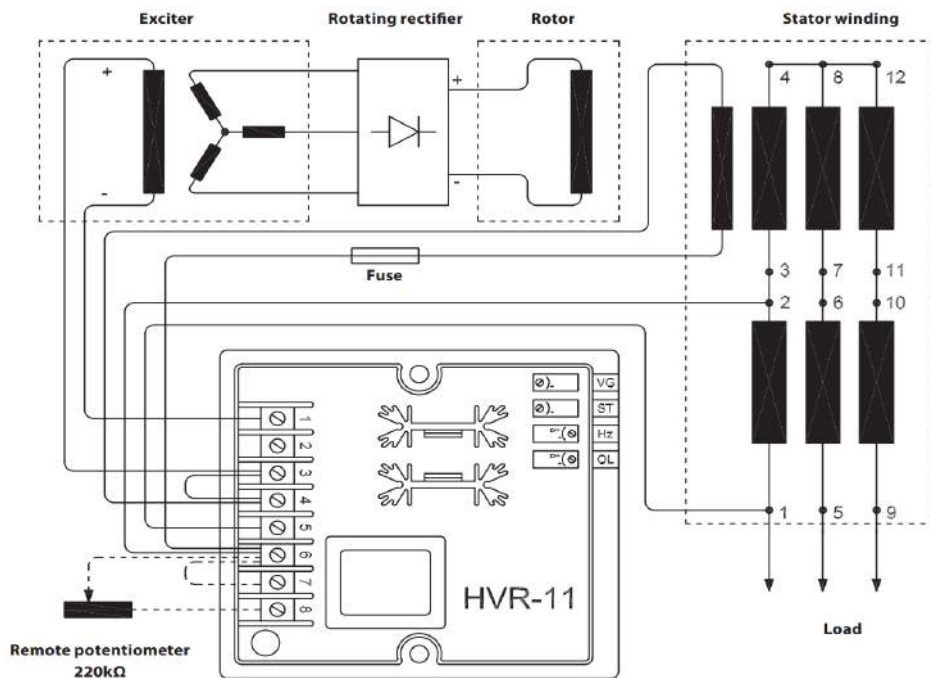 Exciter
Rotating rectifier
Rotor
Stator winding
+
-
+
-
4
8
12
3
7
11
2
6
10
Fuse
VG
ST
Hz
OL
1
2
3
4
5
6
7
8
HVR-11
1
5
9
Load
Remote potentiometer
220kΩ